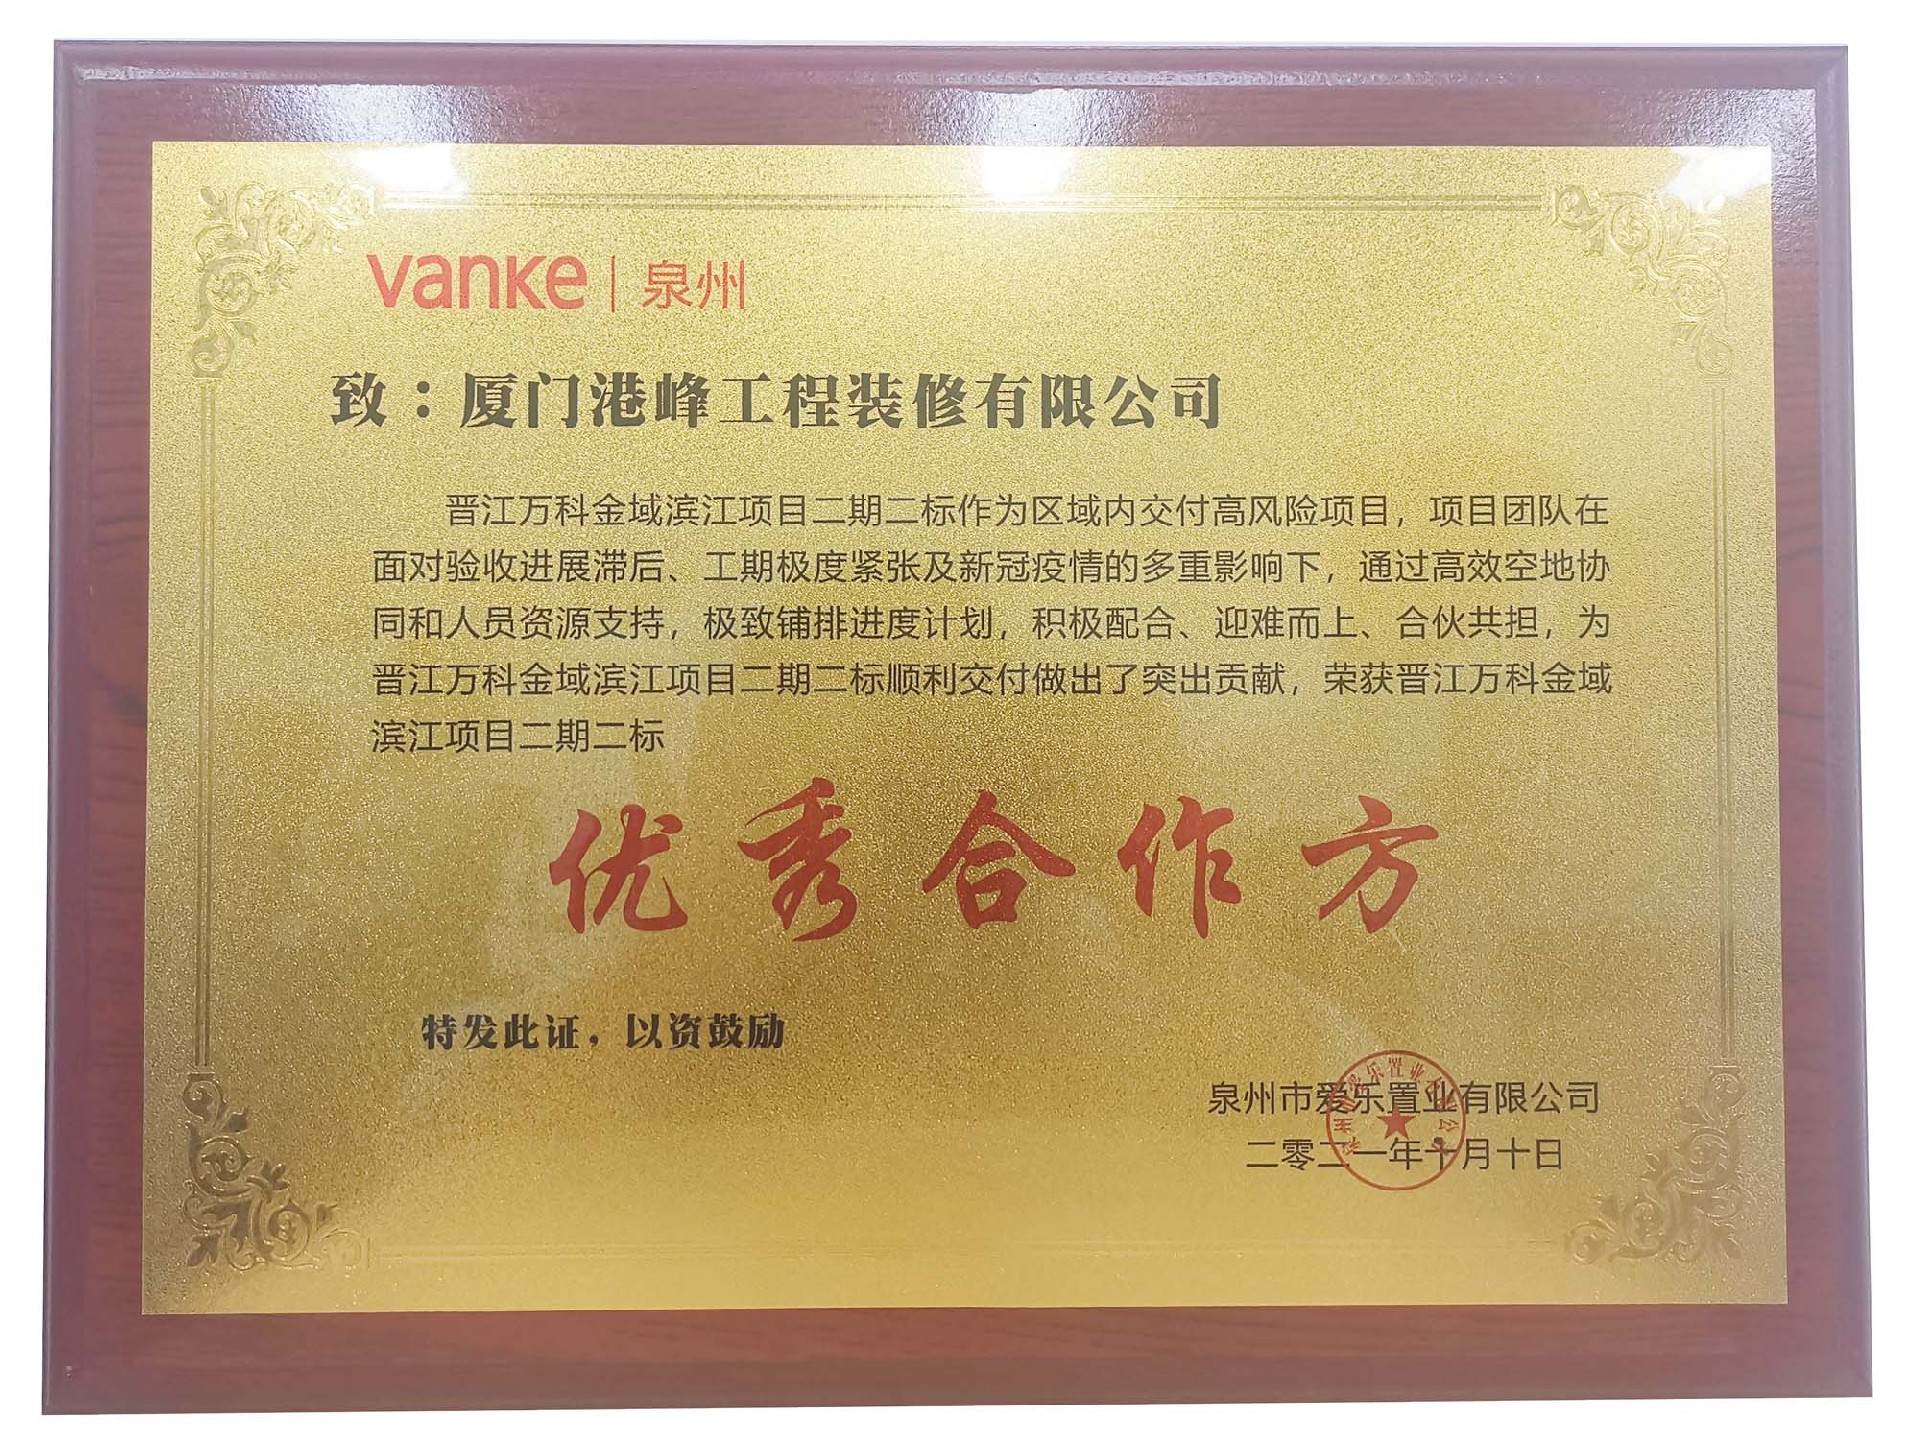 vanke | 泉州
致：厦门港峰工程装修有限公司
晋江万科金域滨江项目二期二标作为区域内交付高风险项目，项目团队在
面对验收进展滞后、工期极度紧张及新冠疫情的多重影响下，通过高效空地协
同和人员资源支持，极致铺排进度计划，积极配合、迎难而上、合伙共担，为
晋江万科金域滨江项目二期二标顺利交付做出了突出贡献，荣获晋江万科金域
滨江项目二期二标
优秀合作方
特发此证，以资鼓励
泉州市爱乐置业有限公司
二零二一年十月十日